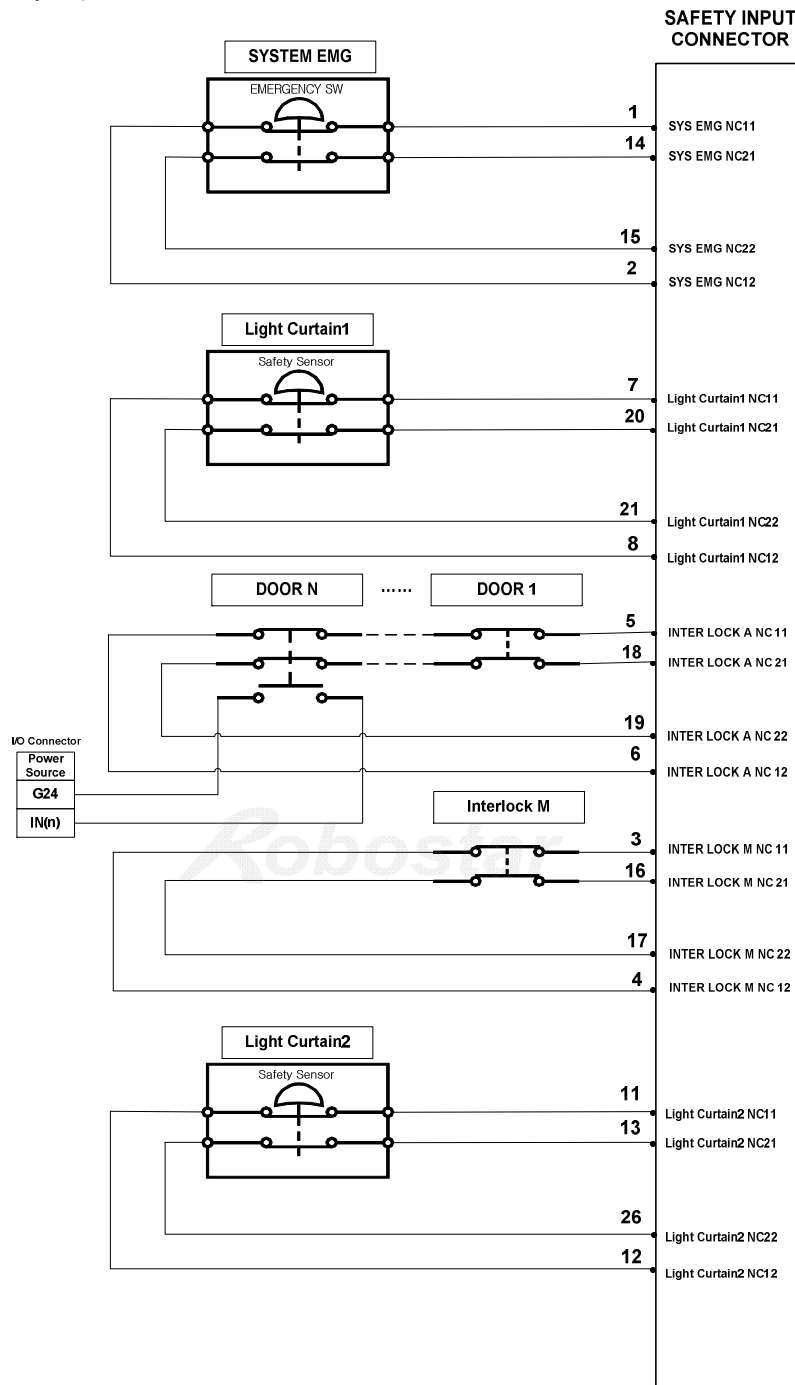 SAFETY INPUT
CONNECTOR
SYSTEM EMG
EMERGENCY SW
1
SYS EMG NC11
14
SYS EMG NC21
15
SYS EMG NC22
2
SYS EMG NC12
Light Curtain1
Safety Sensor
7
Light Curtain1 NC11
20
Light Curtain1 NC21
21
Light Curtain1 NC22
8
Light Curtain1 NC12
DOOR N ...... DOOR 1
5
INTER LOCK A NC 11
18
INTER LOCK A NC 21
19
INTER LOCK A NC 22
6
INTER LOCK A NC 12
I/O Connector
Power
Source
G24
IN(n)
Interlock M
Robostar
3
INTER LOCK M NC 11
16
INTER LOCK M NC 21
17
INTER LOCK M NC 22
4
INTER LOCK M NC 12
Light Curtain2
Safety Sensor
11
Light Curtain2 NC11
13
Light Curtain2 NC21
26
Light Curtain2 NC22
12
Light Curtain2 NC12